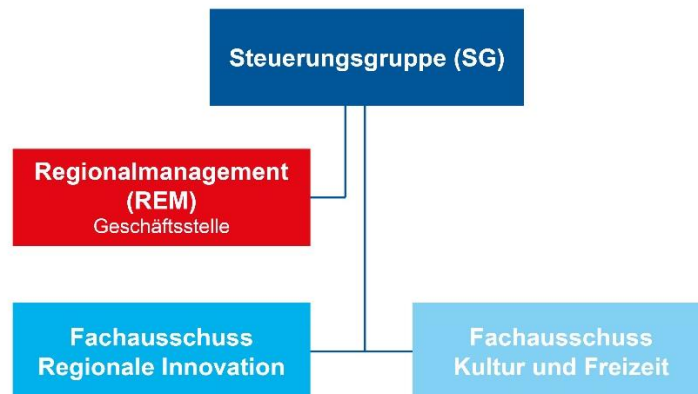 Steuerungsgruppe (SG)
Regionalmanagement
(REM)
Geschäftsstelle
Fachausschuss
Regionale Innovation
Fachausschuss
Kultur und Freizeit